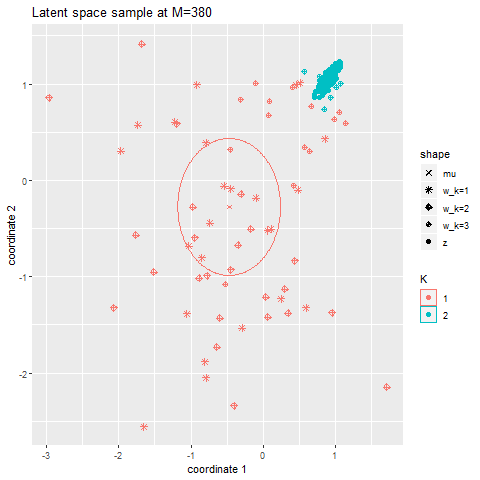 Latent space sample at M=380
coordinate 2
1
0
-1
-2
-3
-2
-1
0
1
coordinate 1
shape
mu
w_k=1
w_k=2
w_k=3
z
K
1
2